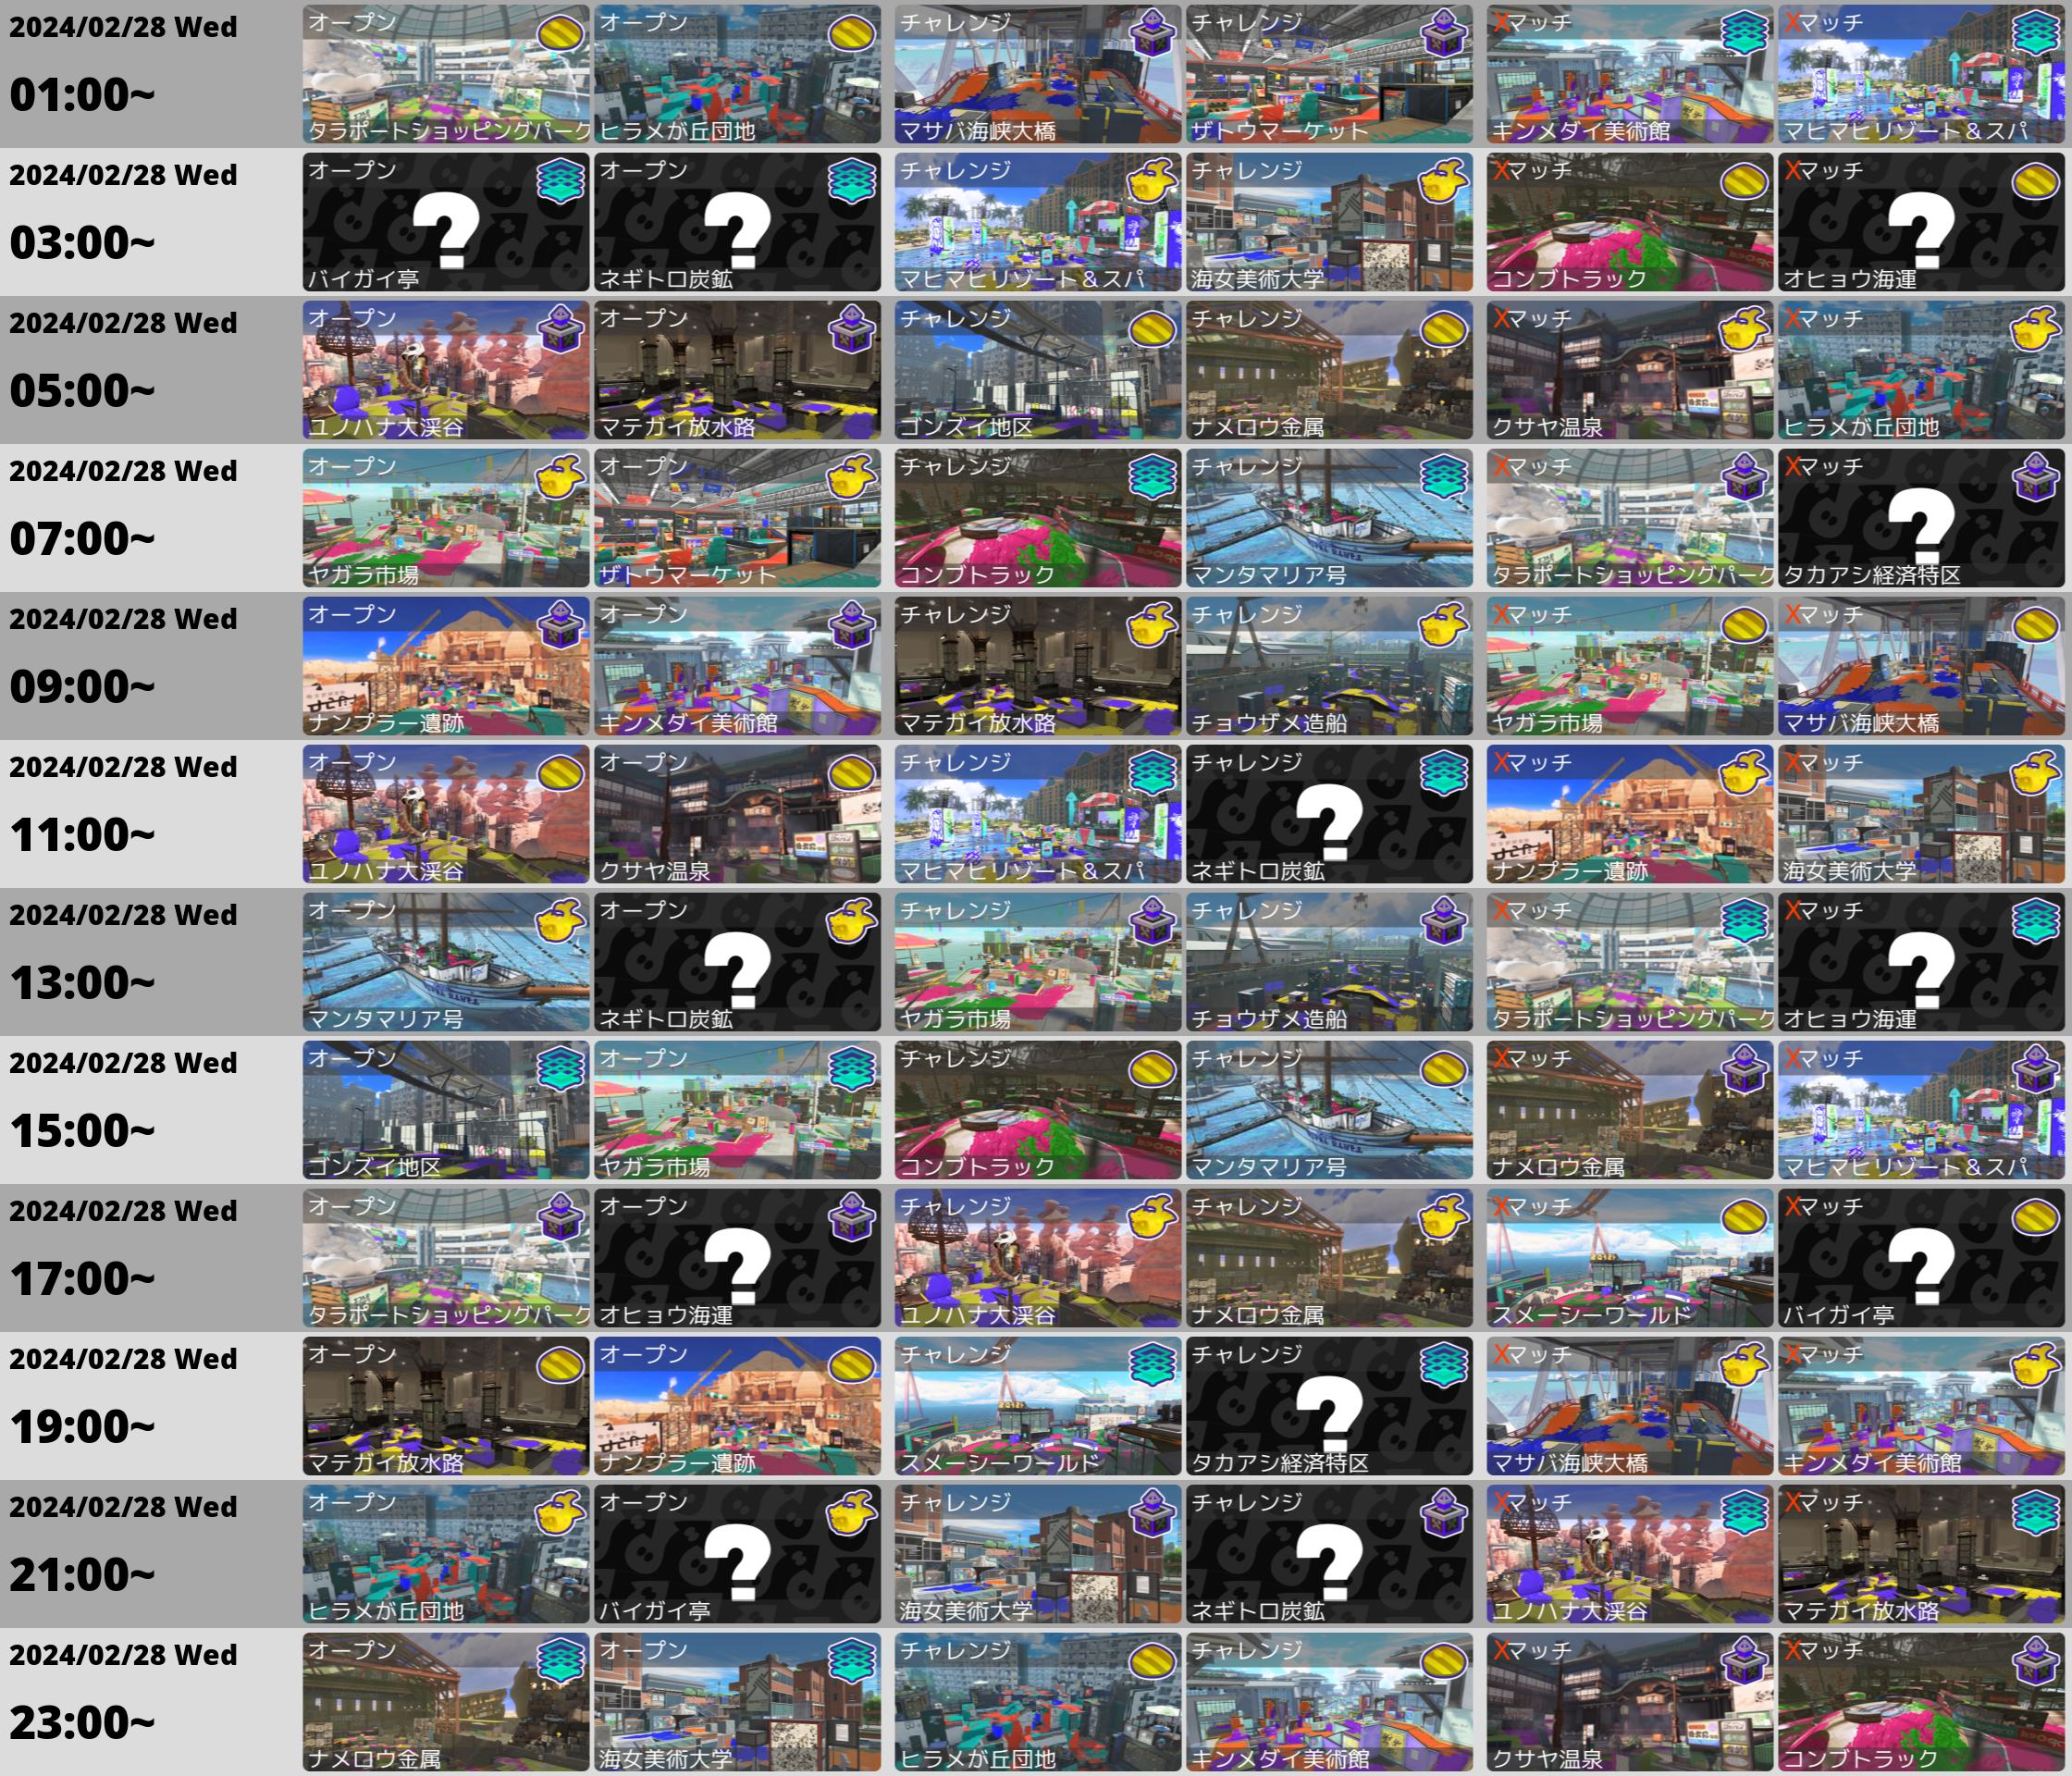 2024/02/28 Wed
01:00~
オープン
タラポートショッピングパーク
オープン
ヒラメが丘団地
チャレンジ
マサバ海峡大橋
チャレンジ
ザトウマーケット
Xマッチ
キンメダイ美術館
Xマッチ
マヒマヒリゾート＆スパ
2024/02/28 Wed
03:00~
オープン
?
バイガイ亭
オープン
?
ネギトロ炭鉱
チャレンジ
マヒマヒリゾート＆スパ
チャレンジ
海女美術大学
Xマッチ
コンブトラック
Xマッチ
?
オヒョウ海運
2024/02/28 Wed
05:00~
オープン
ユノハナ大渓谷
オープン
マテガイ放水路
チャレンジ
ゴンズイ地区
チャレンジ
ナメロウ金属
Xマッチ
クサヤ温泉
Xマッチ
ヒラメが丘団地
2024/02/28 Wed
07:00~
オープン
ヤガラ市場
オープン
ザトウマーケット
チャレンジ
コンブトラック
チャレンジ
マンタマリア号
Xマッチ
タラポートショッピングパーク
Xマッチ
?
タカアシ経済特区
2024/02/28 Wed
09:00~
オープン
ナンプラー遺跡
オープン
キンメダイ美術館
チャレンジ
マテガイ放水路
チャレンジ
チョウザメ造船
Xマッチ
ヤガラ市場
Xマッチ
マサバ海峡大橋
2024/02/28 Wed
11:00~
オープン
ユノハナ大渓谷
オープン
クサヤ温泉
チャレンジ
マヒマヒリゾート＆スパ
チャレンジ
?
ネギトロ炭鉱
Xマッチ
ナンプラー遺跡
Xマッチ
海女美術大学
2024/02/28 Wed
13:00~
オープン
マンタマリア号
オープン
?
ネギトロ炭鉱
チャレンジ
ヤガラ市場
チャレンジ
チョウザメ造船
Xマッチ
タラポートショッピングパーク
Xマッチ
?
オヒョウ海運
2024/02/28 Wed
15:00~
オープン
ゴンズイ地区
オープン
ヤガラ市場
チャレンジ
コンブトラック
チャレンジ
マンタマリア号
Xマッチ
ナメロウ金属
Xマッチ
マヒマヒリゾート＆スパ
2024/02/28 Wed
17:00~
オープン
タラポートショッピングパーク
オープン
?
オヒョウ海運
チャレンジ
ユノハナ大渓谷
チャレンジ
ナメロウ金属
Xマッチ
スメーシーワールド
Xマッチ
?
バイガイ亭
2024/02/28 Wed
19:00~
オープン
マテガイ放水路
オープン
ナンプラー遺跡
チャレンジ
スメーシーワールド
チャレンジ
?
タカアシ経済特区
Xマッチ
マサバ海峡大橋
Xマッチ
キンメダイ美術館
2024/02/28 Wed
21:00~
オープン
ヒラメが丘団地
オープン
?
バイガイ亭
チャレンジ
海女美術大学
チャレンジ
?
ネギトロ炭鉱
Xマッチ
ユノハナ大渓谷
Xマッチ
マテガイ放水路
2024/02/28 Wed
23:00~
オープン
ナメロウ金属
オープン
海女美術大学
チャレンジ
ヒラメが丘団地
チャレンジ
キンメダイ美術館
Xマッチ
クサヤ温泉
Xマッチ
コンブトラック